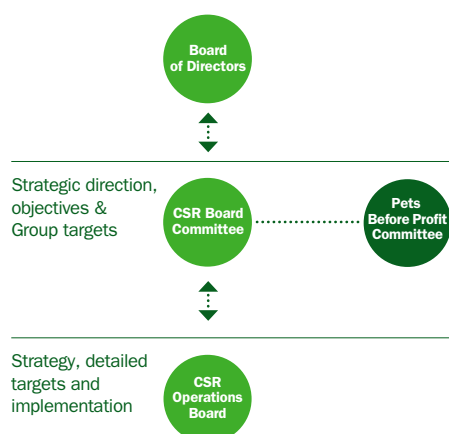 Board
of Directors
Strategic direction,
objectives &
Group targets
CSR Board
Committee
Pets
Before Profit
Committee
Strategy, detailed
targets and
implementation
CSR
Operations
Board